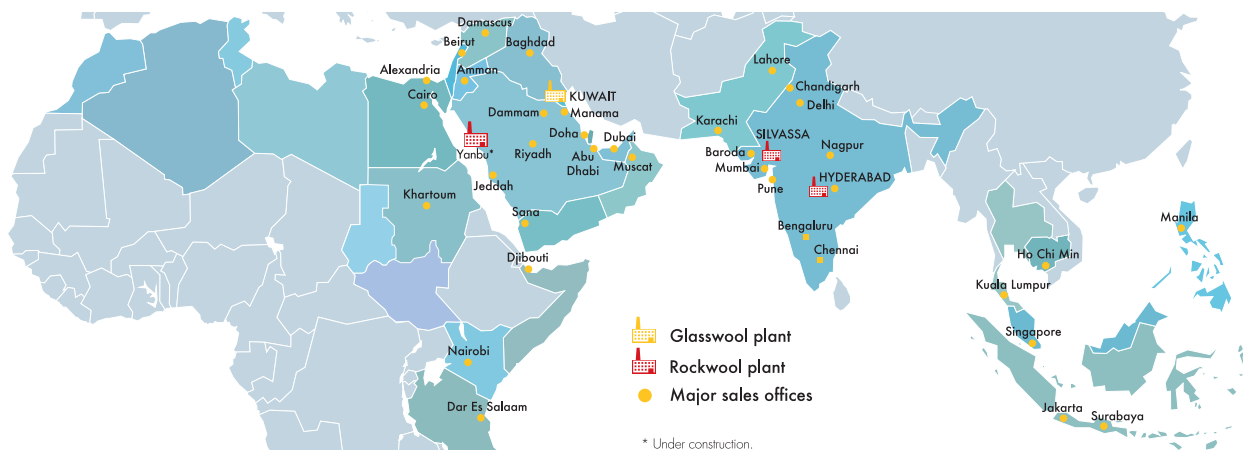 Damascus
Beirut
Baghdad
Lahore
Alexandria
Amman
Chandigarh
Cairo
KUWAIT
Delhi
Dammam
Manama
Karachi
SILVASSA
Doha
Dubai
Nagpur
Yanbu*
Riyadh
Abu
Dhabi
Muscat
Baroda
Mumbai
Jeddah
Pune
HYDERABAD
Khartoum
Sana
Manila
Bengaluru
Chennai
Djibouti
Ho Chi Min
Kuala Lumpur
Glasswool plant
Singapore
Nairobi
Rockwool plant
Major sales offices
Dar Es Salaam
Jakarta
Surabaya
* Under construction.